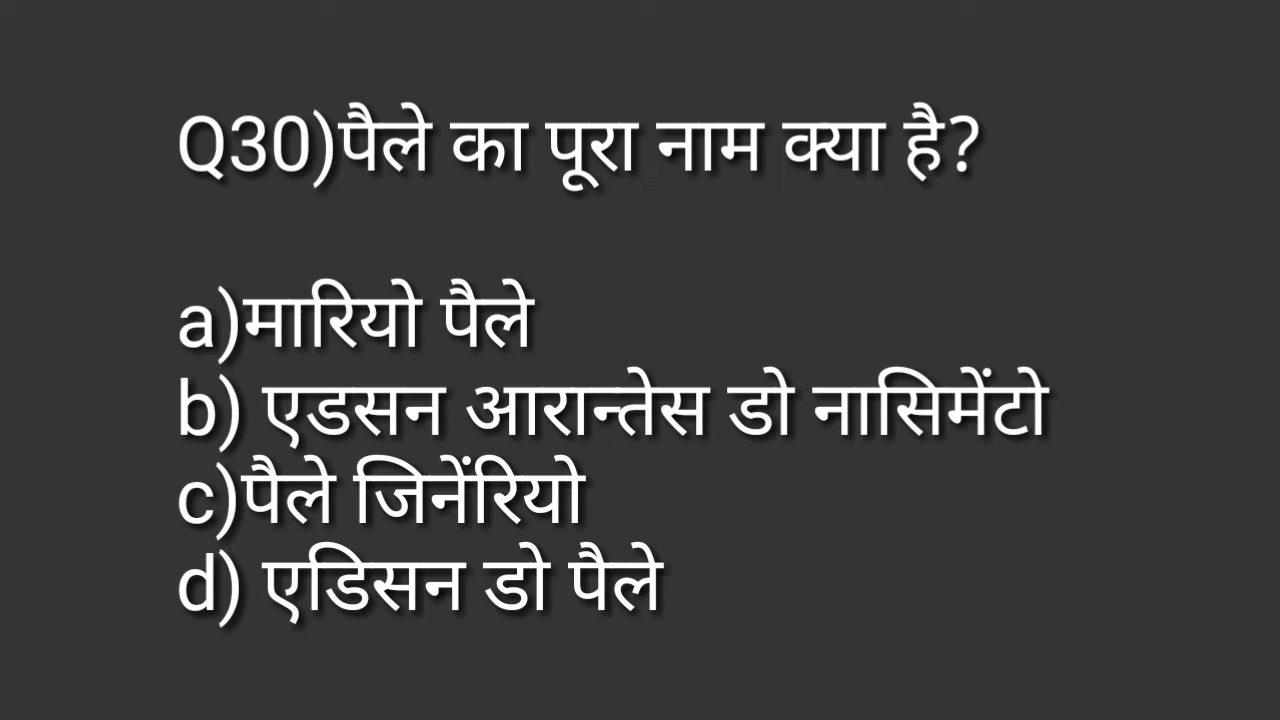 Q30)पैले का पूरा नाम क्या है?
a)मारियो पैले
b) एडसन आरान्तेस डो नासिमेंटो
c)पैले जिनेंरियो
d) एडिसन डो पैले